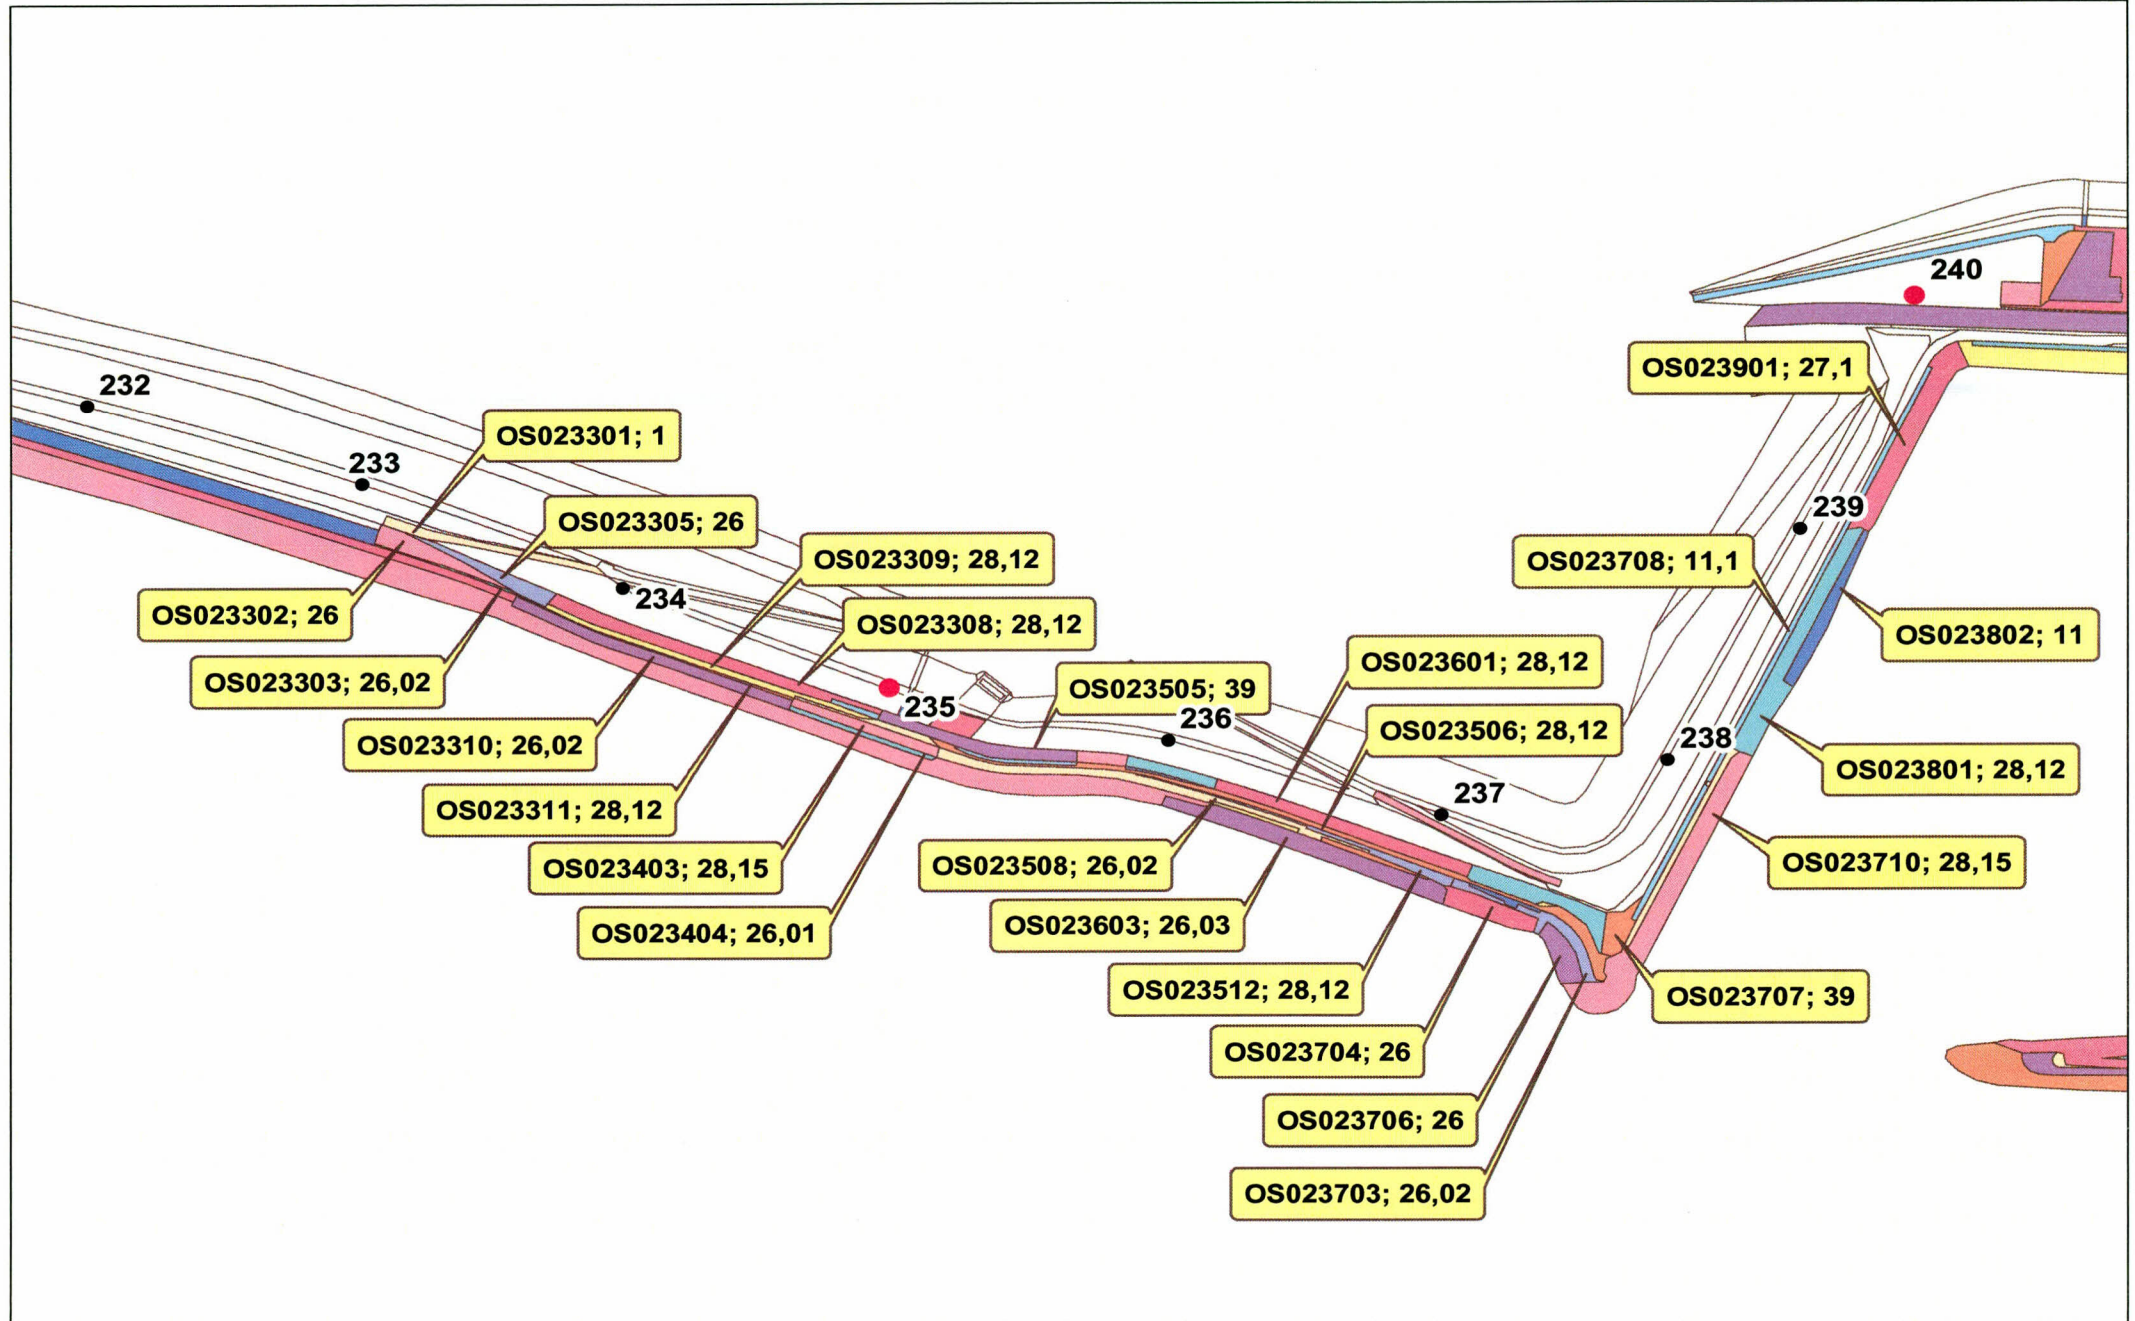 240
OS023901; 27,1
232
OS023301; 1
233
239
OS023305; 26
OS023309; 28,12
OS023708; 11,1
OS023302; 26
234
OS023308; 28,12
OS023802; 11
OS023601; 28,12
OS023303; 26,02
OS023505; 39
235
236
OS023506; 28,12
238
OS023310; 26,02
OS023801; 28,12
237
OS023311; 28,12
OS023403; 28,15
OS023508; 26,02
OS023710; 28,15
OS023404; 26,01
OS023603; 26,03
OS023512; 28,12
OS023707; 39
OS023704; 26
OS023706; 26
OS023703; 26,02